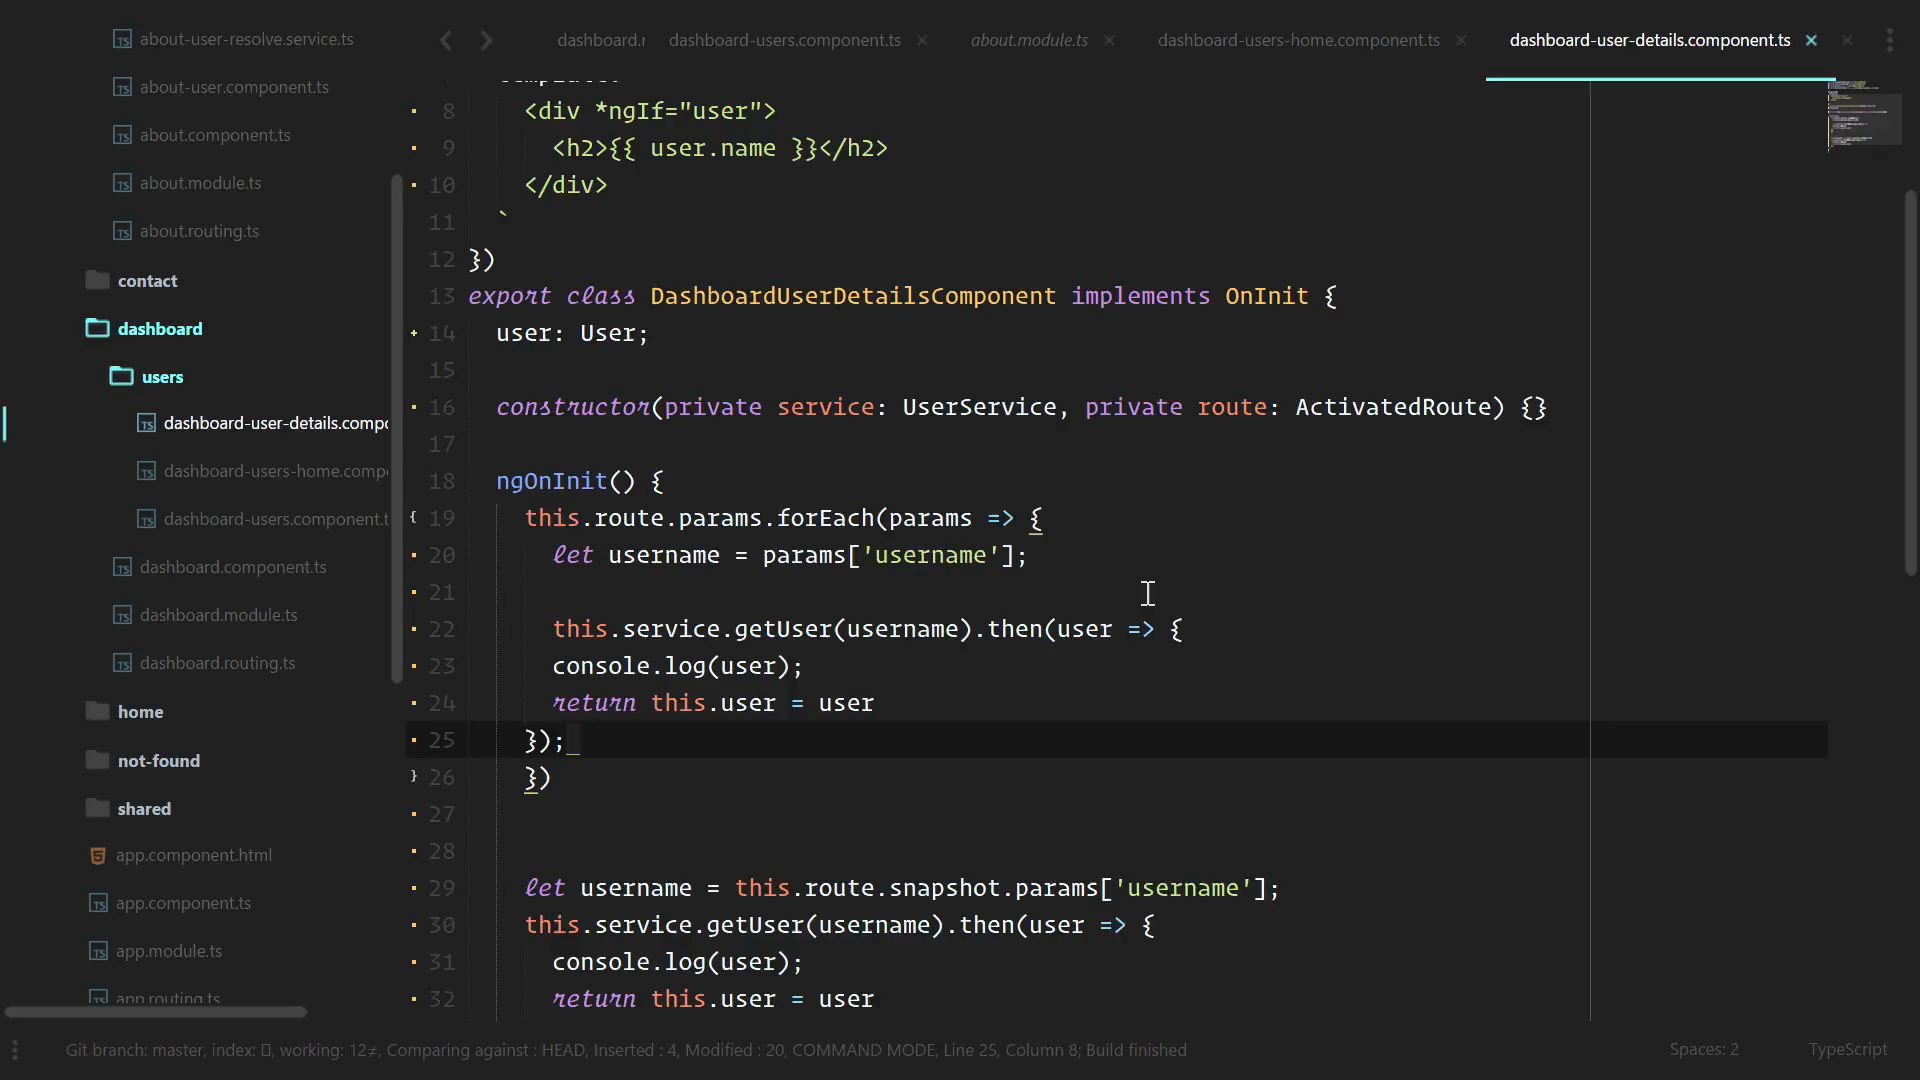 about-user-resolve.service.ts
about-user.component.ts
about.component.ts
about.module.ts
about.routing.ts
contact
dashboard
users
dashboard-user-details.comp
dashboard-users-home.comp
dashboard-users.component.t
dashboard.component.ts
dashboard.module.ts
dashboard.routing.ts
home
not-found
shared
app.component.html
app.component.ts
app.module.ts
app.routing.ts
dashboard.r dashboard-users.component.ts about.module.ts dashboard-users-home.component.ts dashboard-user-details.component.ts
8 <div *ngIf="user">
9 <h2>{{ user.name }}</h2>
10 </div>
11 `
12 })
13 export class DashboardUserDetailsComponent implements OnInit {
14 user: User;
15
16 constructor(private service: UserService, private route: ActivatedRoute) {}
17
18 ngOnInit() {
19 this.route.params.forEach(params => {
20 let username = params['username'];
21
22 this.service.getUser(username).then(user => {
23 console.log(user);
24 return this.user = user
25 });
26 })
27
28
29 let username = this.route.snapshot.params['username'];
30 this.service.getUser(username).then(user => {
31 console.log(user);
32 return this.user = user
Git branch: master, index: , working: 12≠, Comparing against : HEAD, Inserted : 4, Modified : 20, COMMAND MODE, Line 25, Column 8; Build finished
Spaces: 2 TypeScript